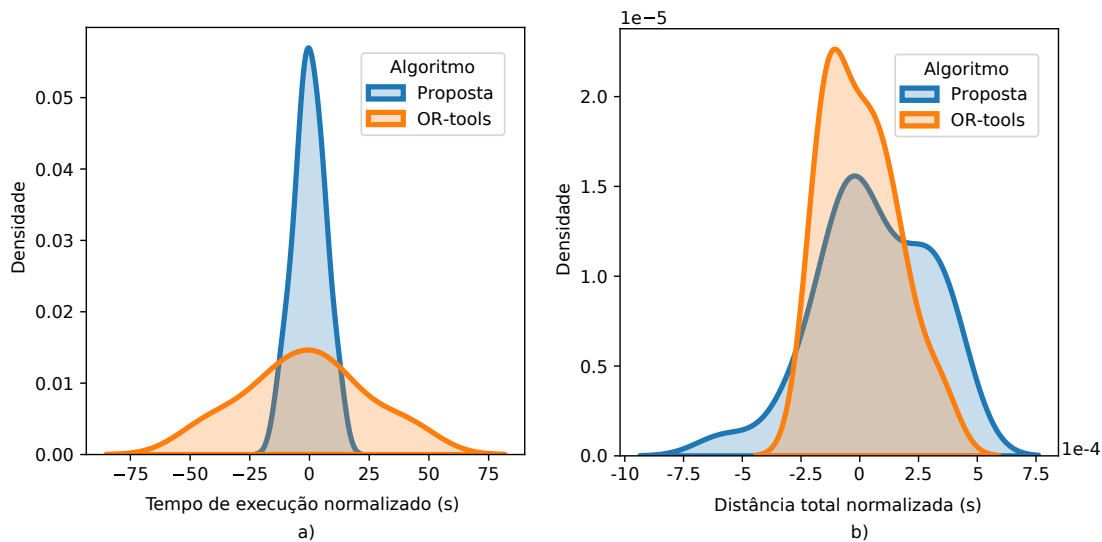 Algoritmo
Proposta
OR-tools
Densidade
0.05
0.04
0.03
0.02
0.01
0.00
−75
−50
−25
0
25
50
75
Tempo de execução normalizado (s)
a)
1e−5
Algoritmo
Proposta
OR-tools
Densidade
2.0
1.5
1.0
0.5
0.0
-10
-7.5
-5
-2.5
0
2.5
5
7.5
1e-4
Distância total normalizada (s)
b)